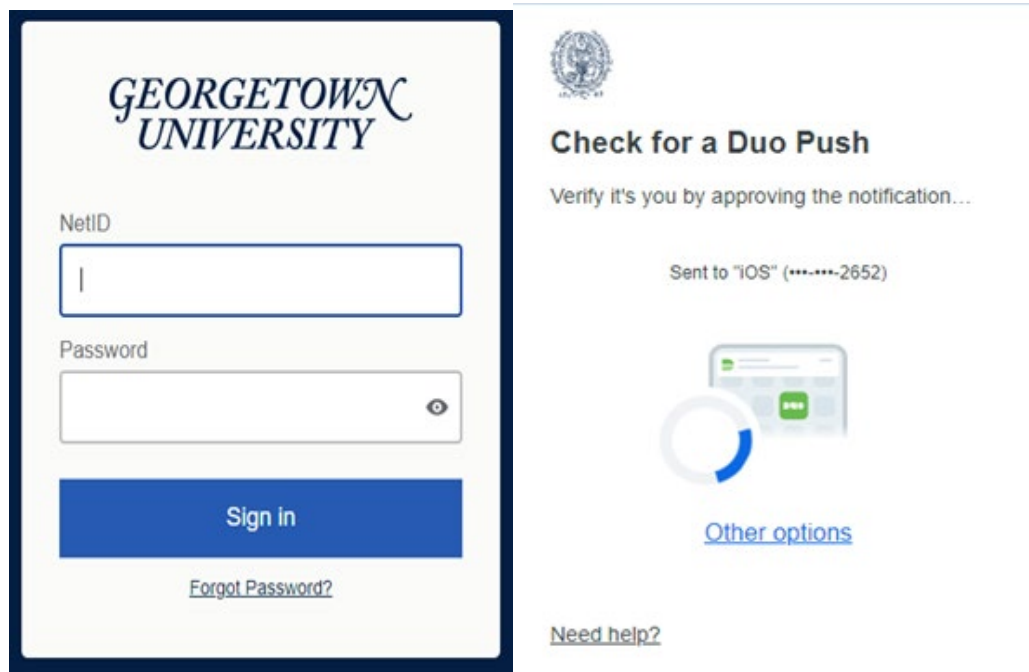 GEORGETOWN
UNIVERSITY
NetID
Password
Sign in
Forgot Password?
Check for a Duo Push
Verify it's you by approving the notification...
Sent to "iOS" (•••-•••-2652)
Other options
Need help?